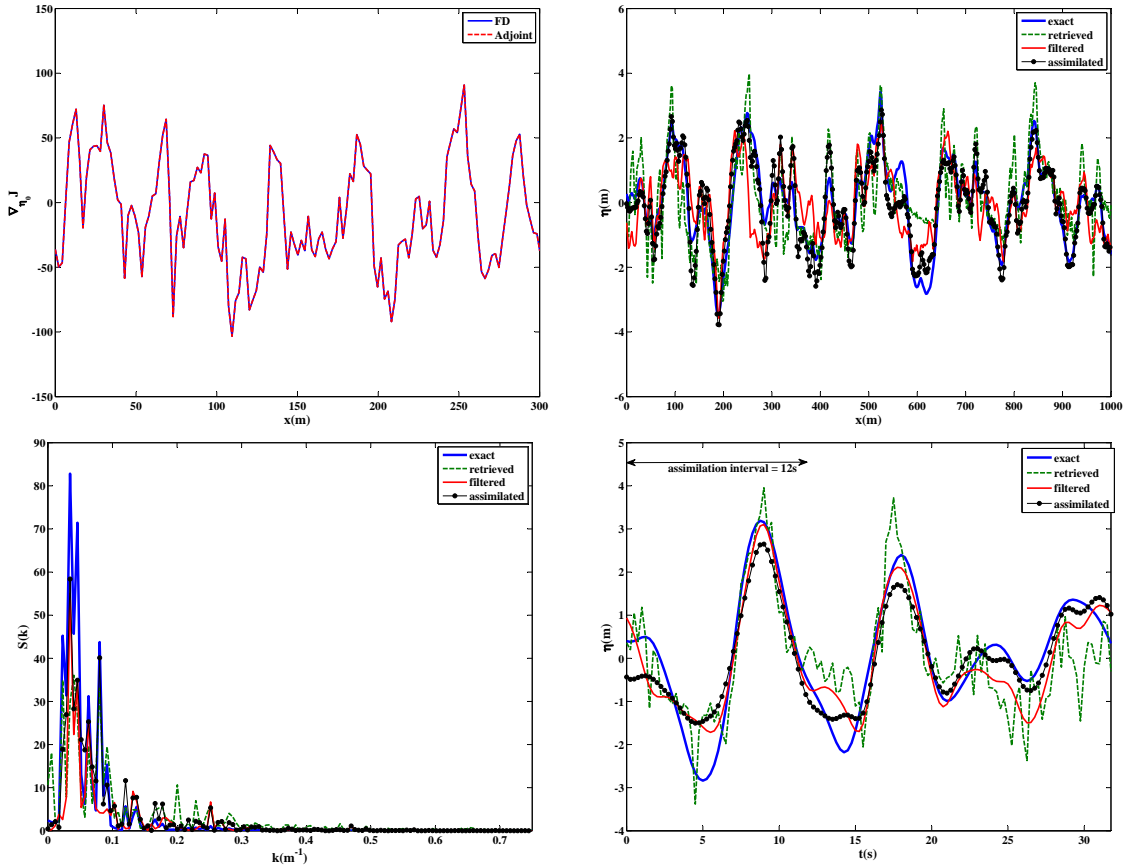 150
100
50
0
-50
-100
-150
∇η₀J
0 50 100 150 200 250 300
x(m)
FD
Adjoint
6
4
2
0
-2
-4
-6
η(m)
0 100 200 300 400 500 600 700 800 900 1000
x(m)
exact
retrieved
filtered
assimilated
90
80
70
60
50
40
30
20
10
0
S(k)
0 0.1 0.2 0.3 0.4 0.5 0.6 0.7
k(m⁻¹)
exact
retrieved
filtered
assimilated
5
4
3
2
1
0
-1
-2
-3
-4
η(m)
0 5 10 15 20 25 30
t(s)
assimilation interval = 12s
exact
retrieved
filtered
assimilated